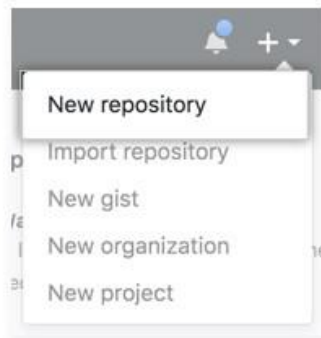 New repository
Import repository
New gist
New organization
New project